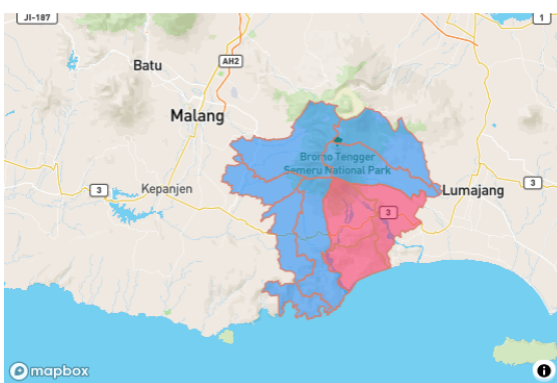 JI-187
1
Batu
AH2
Malang
Bromo Tengger
Semeru National Park
3
Kepanjen
Lumajang
3
3
mapbox
i